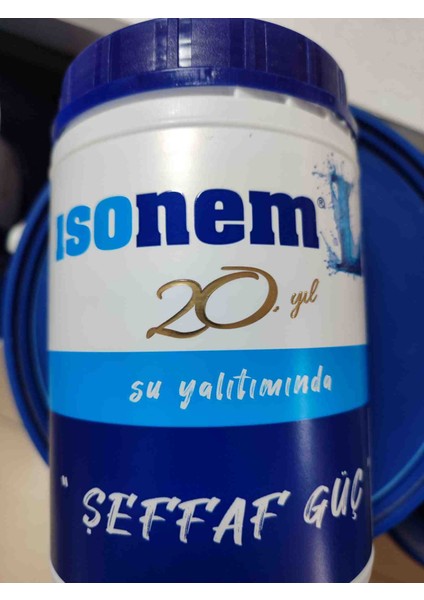 ısonem®
20. yıl
su yalıtımında
"ŞEFFAF GÜÇ"